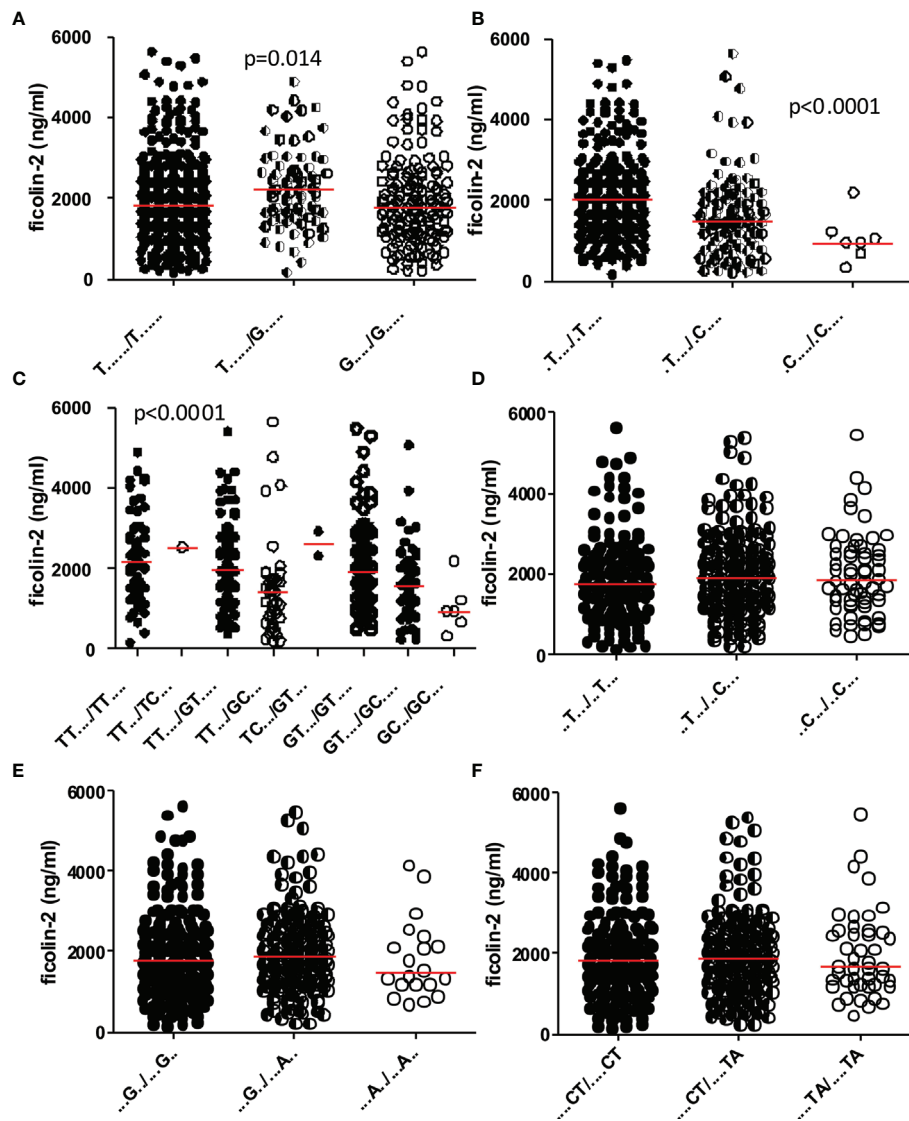 A
ficolin-2 (ng/ml)
6000
4000
2000
0
p=0.014
T...../T......
T...../G.....
G..../G.....
B
ficolin-2 (ng/ml)
6000
4000
2000
0
p<0.0001
.T..../.T....
.T..../.C....
.C..../.C....
C
ficolin-2 (ng/ml)
6000
4000
2000
0
p<0.0001
TT..../TT....
TT.../TC...
TT..../GT....
TT.../GC...
TC.../GT....
GT..../GT....
GT..../GC....
GC.../GC...
D
ficolin-2 (ng/ml)
6000
4000
2000
0
..T.../..T...
..T.../..C...
..C.../..C...
E
ficolin-2 (ng/ml)
6000
4000
2000
0
...G../...G..
...G../...A..
...A../...A..
F
ficolin-2 (ng/ml)
6000
4000
2000
0
....CT/....CT
....CT/....TA
....TA/....TA